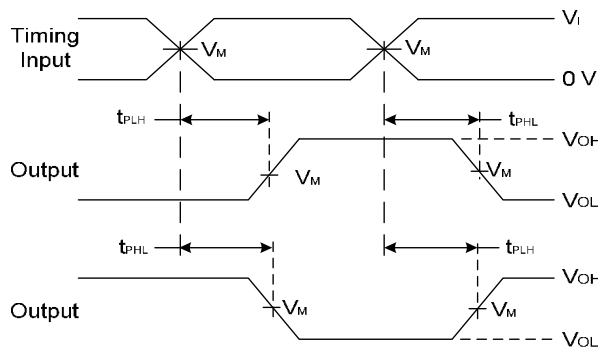 Timing
Input
VM
VM
VI
0 V
tPLH
tPHL
Output
VM
VM
VOH
VOL
tPHL
tPLH
Output
VM
VM
VOH
VOL